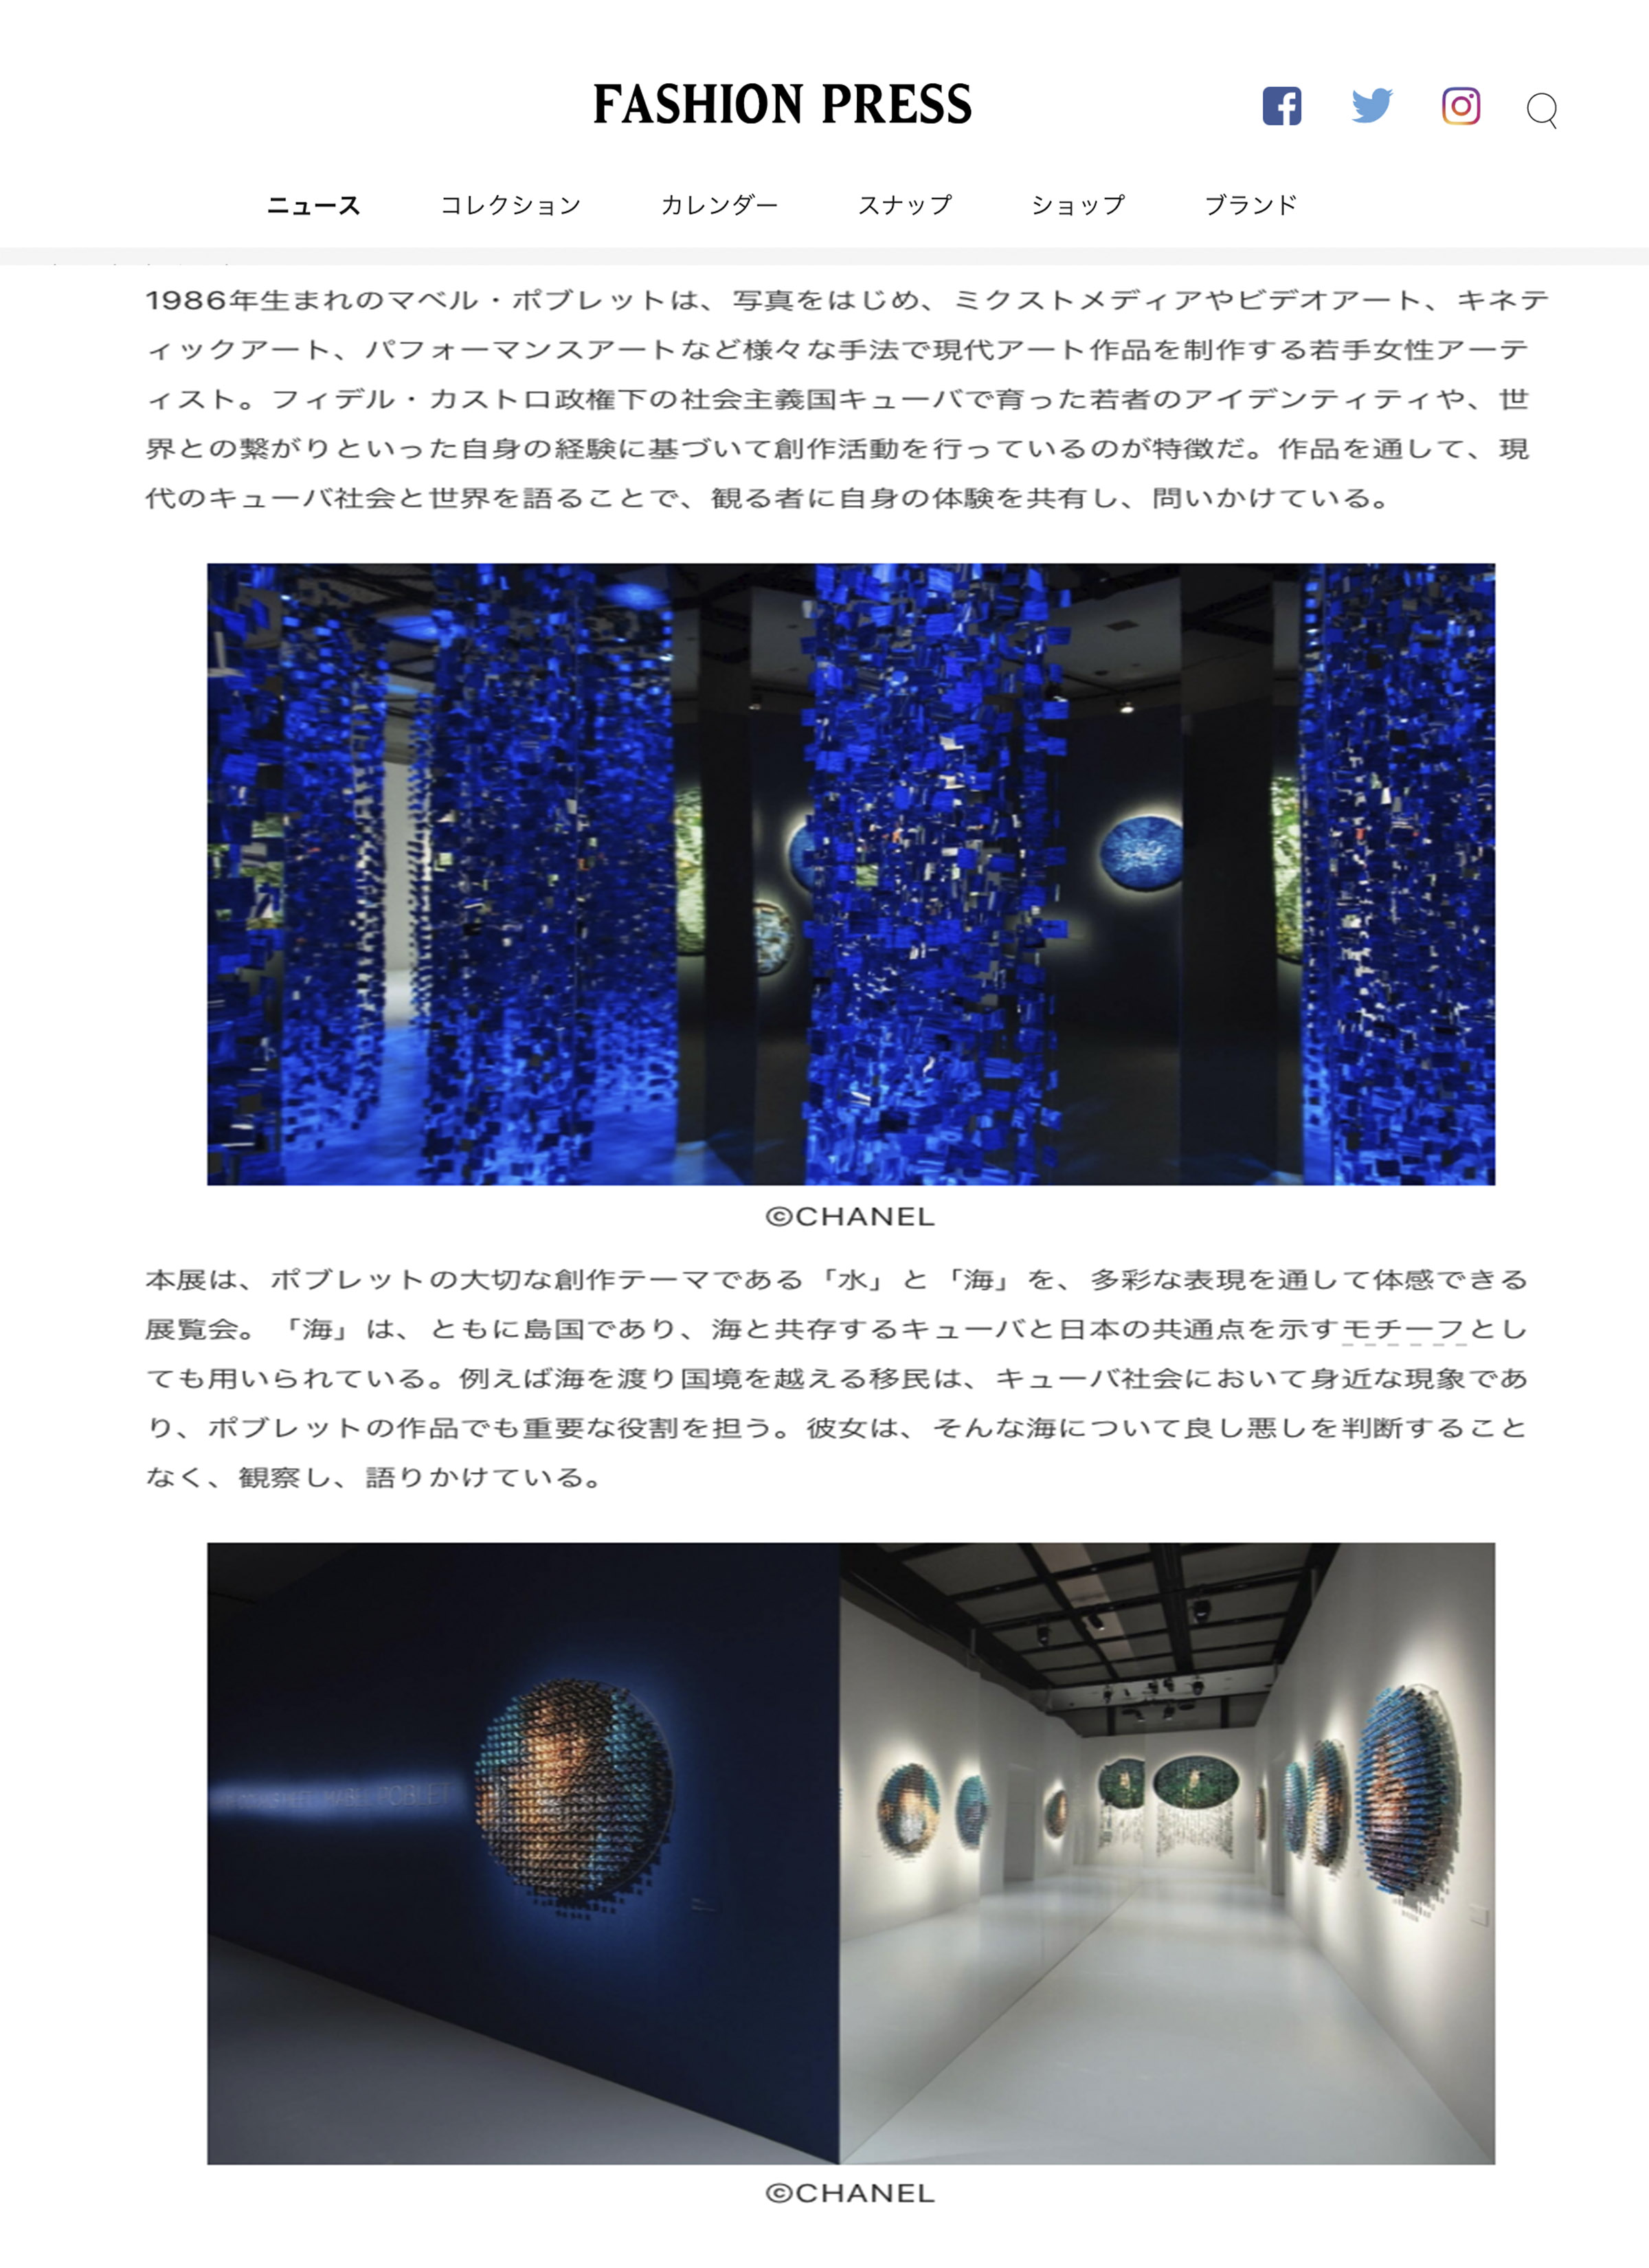 FASHION PRESS
ニュース コレクション カレンダー スナップ ショップ ブランド
1986年生まれのマベル・ポブレットは、写真をはじめ、ミクストメディアやビデオアート、キネテ
ィックアート、パフォーマンスアートなど様々な手法で現代アート作品を制作する若手女性アーテ
ィスト。フィデル・カストロ政権下の社会主義国キューバで育った若者のアイデンティティや、世
界との繋がりといった自身の経験に基づいて創作活動を行っているのが特徴だ。作品を通して、現
代のキューバ社会と世界を語ることで、観る者に自身の体験を共有し、問いかけている。
©CHANEL
本展は、ポブレットの大切な創作テーマである「水」と「海」を、多彩な表現を通して体感できる
展覧会。「海」は、ともに島国であり、海と共存するキューバと日本の共通点を示すモチーフとし
ても用いられている。例えば海を渡り国境を越える移民は、キューバ社会において身近な現象であ
り、ポブレットの作品でも重要な役割を担う。彼女は、そんな海について良し悪しを判断すること
なく、観察し、語りかけている。
POBLET
©CHANEL